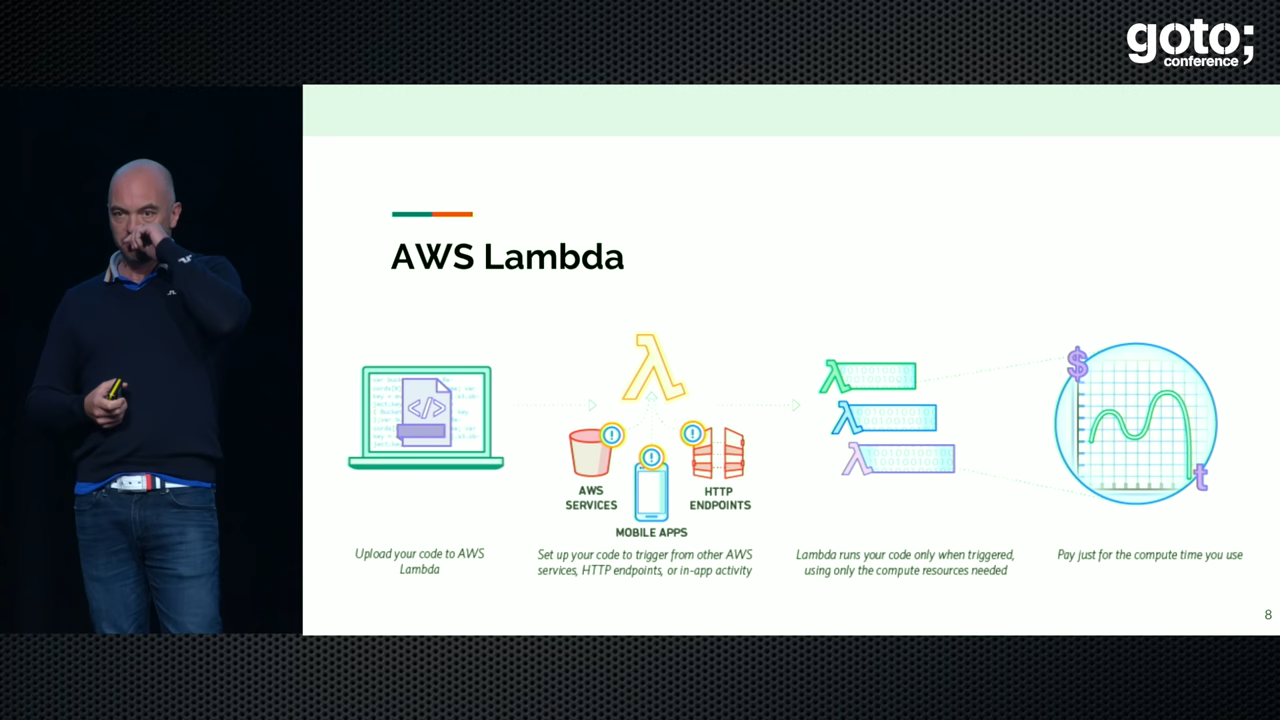 goto;
conference
AWS Lambda
</>
AWS
SERVICES
MOBILE APPS
HTTP
ENDPOINTS
$
t
Upload your code to AWS
Lambda
Set up your code to trigger from other AWS
services, HTTP endpoints, or in-app activity
Lambda runs your code only when triggered,
using only the compute resources needed
Pay just for the compute time you use
8